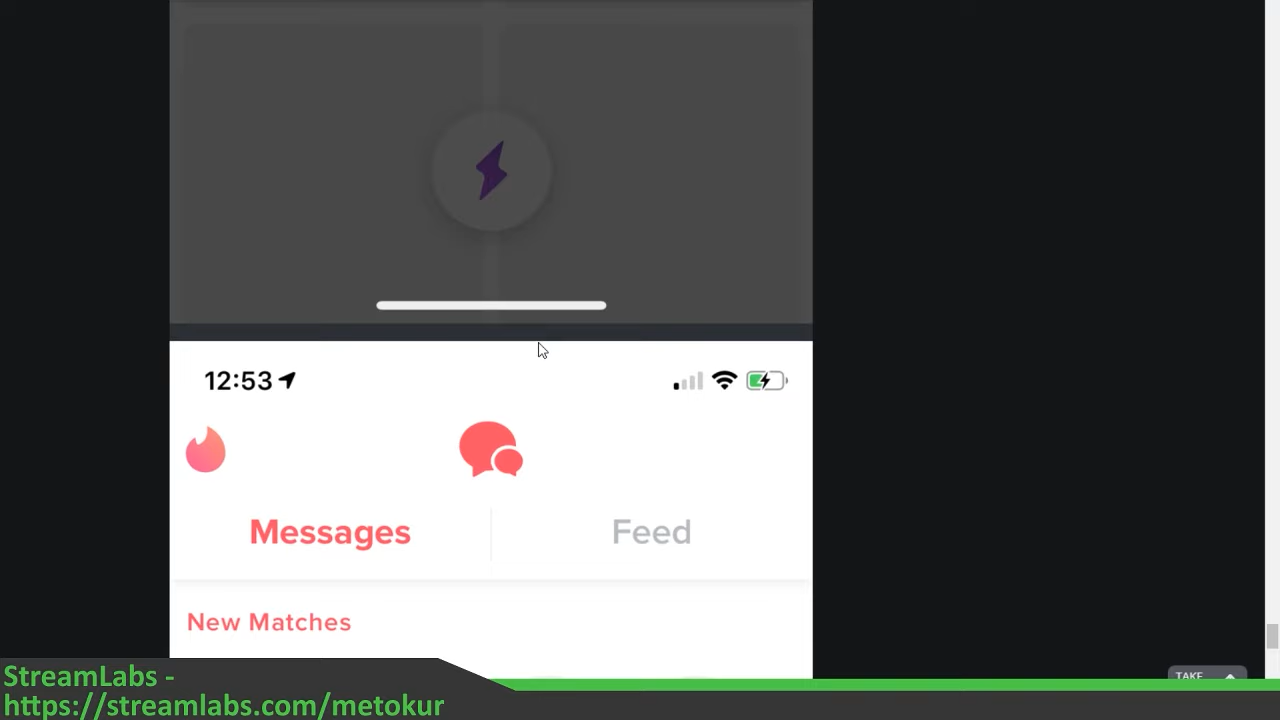 12:53
Messages
Feed
New Matches
TAKE
StreamLabs -
https://streamlabs.com/metokur